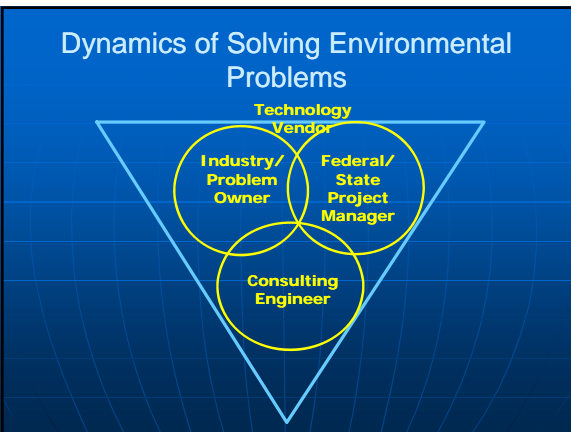 Dynamics of Solving Environmental
Problems
Technology
Vendor
Industry/
Problem
Owner
Federal/
State
Project
Manager
Consulting
Engineer